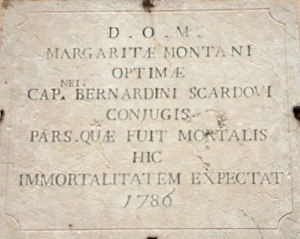 D. O. M.
MARGARITÆ MONTANI
OPTIMÆ
CAP. NEI. BERNARDINI SCARDOVI
CONJUGIS
PARS. QUÆ FUIT MORTALIS
HIC
IMMORTALITATEM EXPECTAT
1786